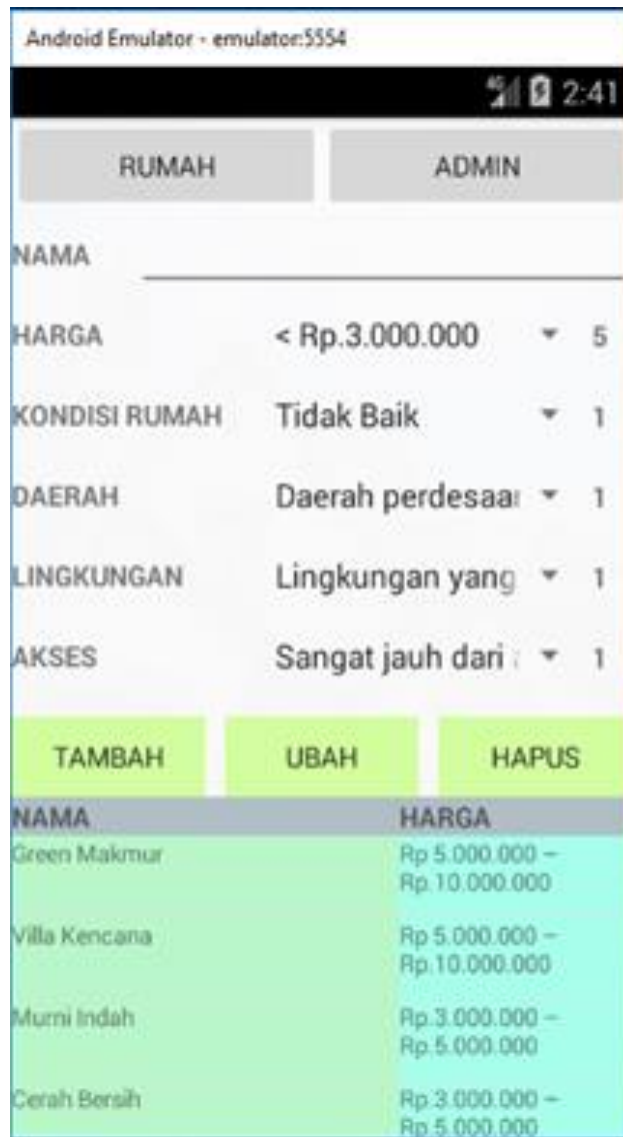 Android Emulator - emulator:5554
4G 2:41
RUMAH ADMIN
NAMA
HARGA < Rp.3.000.000 5
KONDISI RUMAH Tidak Baik 1
DAERAH Daerah perdesaan 1
LINGKUNGAN Lingkungan yang 1
AKSES Sangat jauh dari 1
TAMBAH UBAH HAPUS
NAMA HARGA
Green Makmur Rp 5.000.000 –
Rp.10.000.000
Villa Kencana Rp 5.000.000 –
Rp.10.000.000
Murni Indah Rp.3.000.000 –
Rp.5.000.000
Cerah Bersih Rp.3.000.000 –
Rp.5.000.000